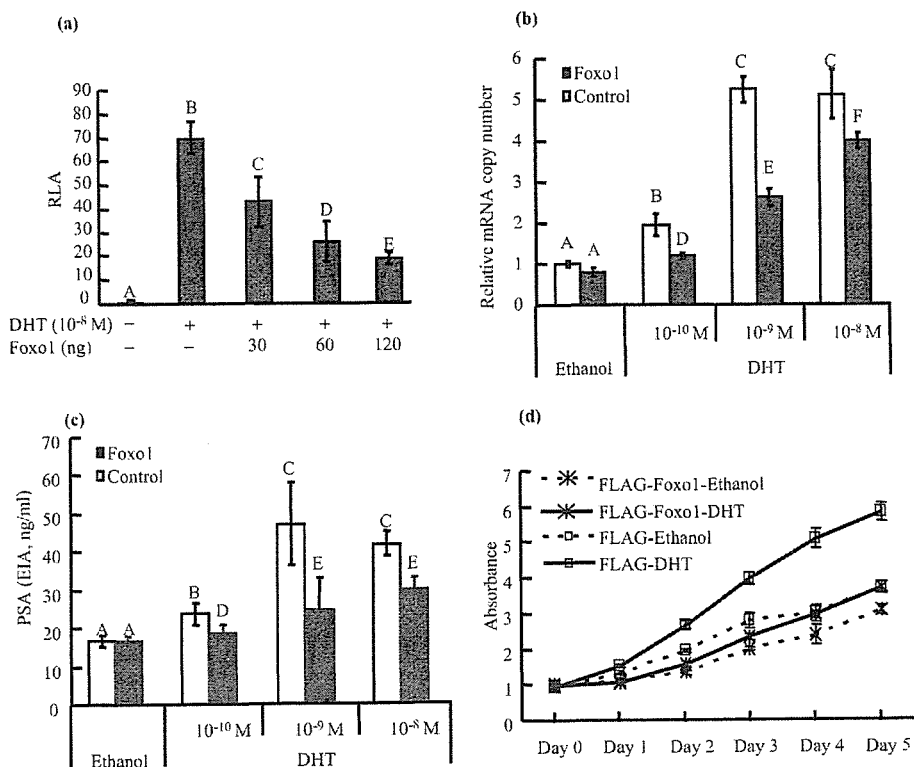 (a)
RLA
90
80
70
60
50
40
30
20
10
0
A
B
C
D
E
DHT (10⁻⁸ M) − + + + +
Foxo1 (ng) − − 30 60 120
(b)
Relative mRNA copy number
6
5
4
3
2
1
0
Foxo1
Control
A A B D C E C F
10⁻¹⁰ M 10⁻⁹ M 10⁻⁸ M
Ethanol DHT
(c)
PSA (EIA, ng/ml)
70
60
50
40
30
20
10
0
Foxo1
Control
A A B D C E C E
10⁻¹⁰ M 10⁻⁹ M 10⁻⁸ M
Ethanol DHT
(d)
Absorbance
7
6
5
4
3
2
1
0
FLAG-Foxo1-Ethanol
FLAG-Foxo1-DHT
FLAG-Ethanol
FLAG-DHT
Day 0 Day 1 Day 2 Day 3 Day 4 Day 5